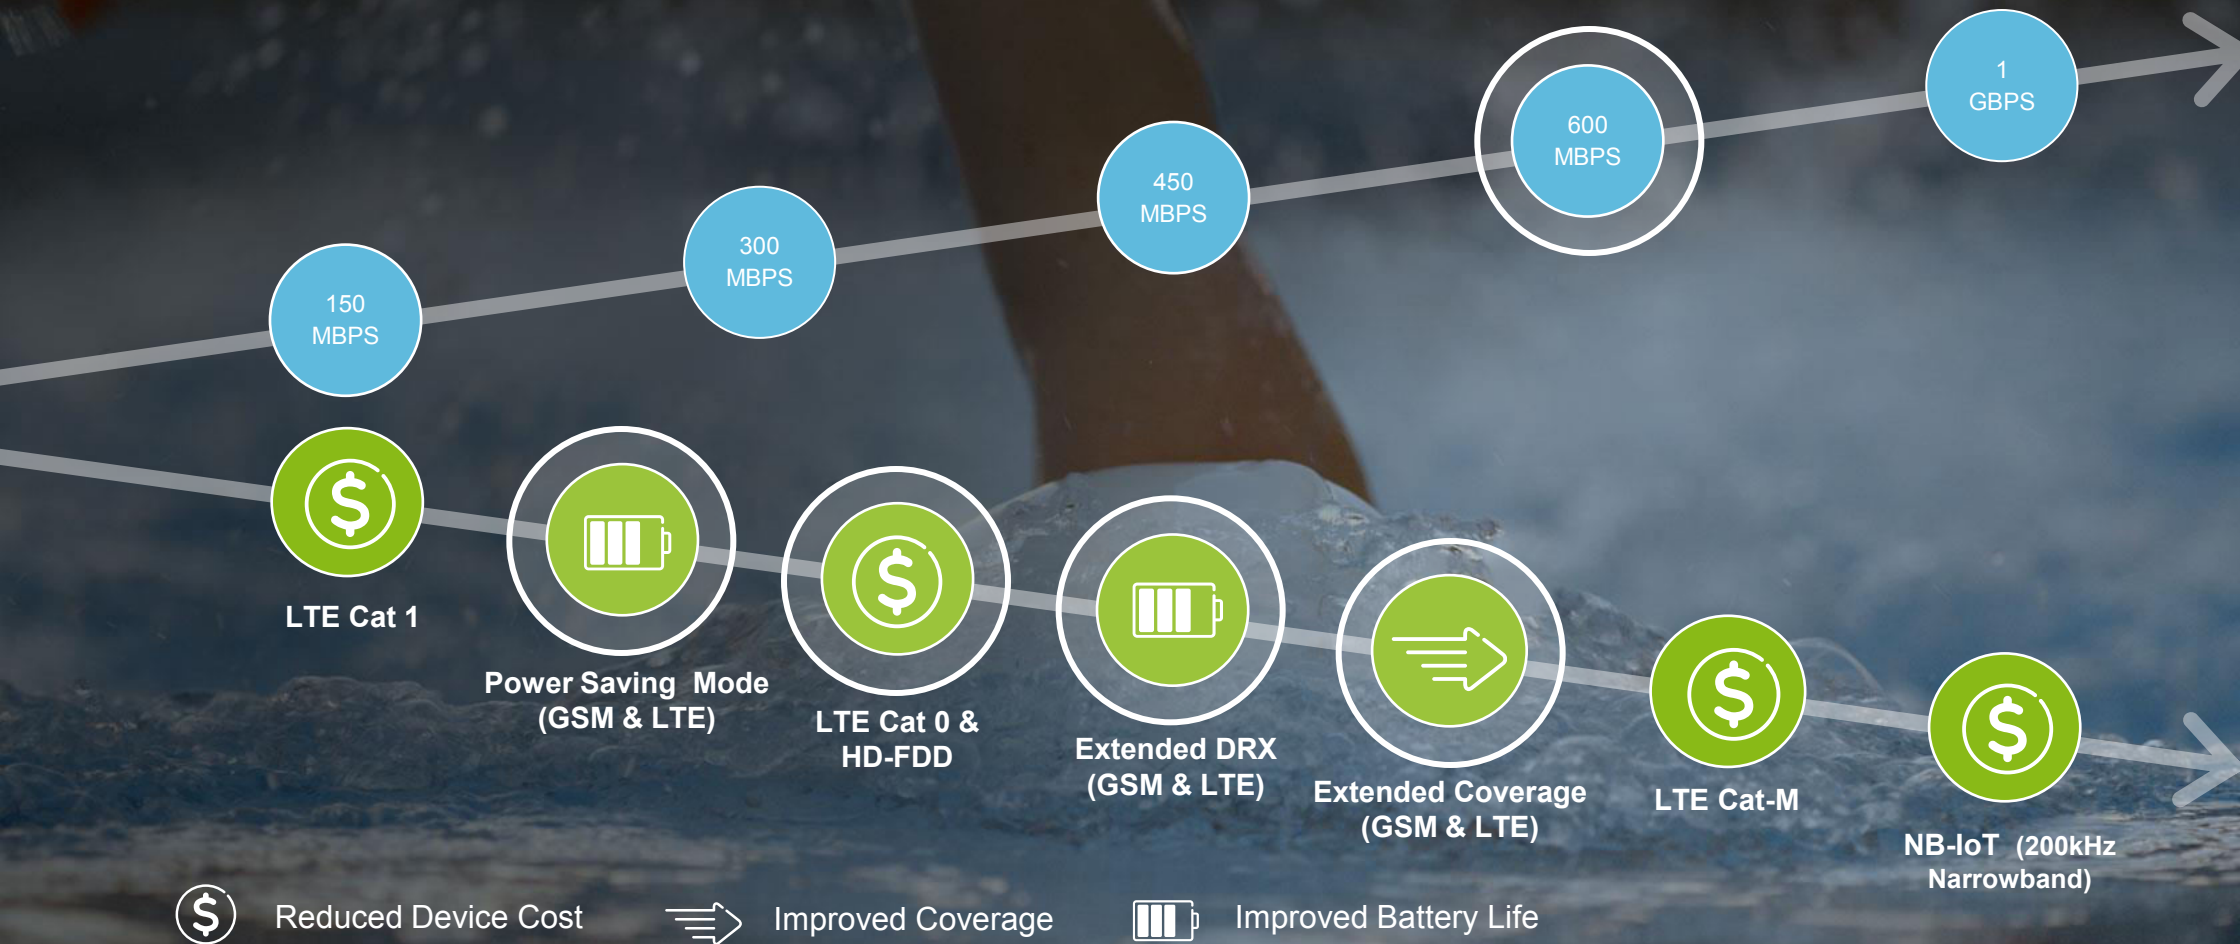 1
GBPS
600
MBPS
450
MBPS
300
MBPS
150
MBPS
LTE Cat 1
Power Saving Mode
(GSM & LTE)
LTE Cat 0 &
HD-FDD
Extended DRX
(GSM & LTE)
Extended Coverage
(GSM & LTE)
LTE Cat-M
NB-IoT (200kHz
Narrowband)
Reduced Device Cost
Improved Coverage
Improved Battery Life